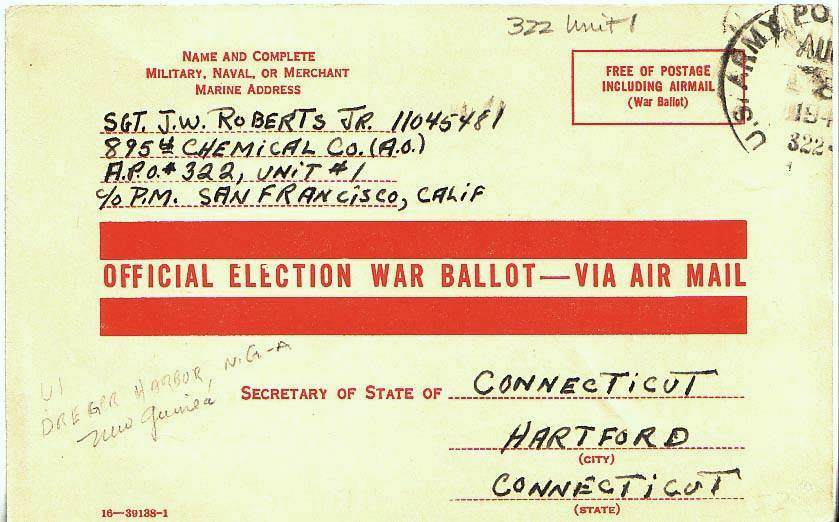 322 Unit 1
NAME AND COMPLETE
MILITARY, NAVAL, OR MERCHANT
MARINE ADDRESS
SGT. J.W. ROBERTS JR. 11045481
895th CHEMICAL CO. (A.O.)
A.P.O. # 322, UNIT #1
c/o P.M. SAN FRANCISCO, CALIF
FREE OF POSTAGE
INCLUDING AIRMAIL
(War Ballot)
U.S. ARMY PO
AU
194
322
OFFICIAL ELECTION WAR BALLOT—VIA AIR MAIL
U1
DREGER HARBOR, N.G-A
New Guinea
SECRETARY OF STATE OF CONNECTICUT
HARTFORD
(CITY)
CONNECTICUT
(STATE)
16—39138-1